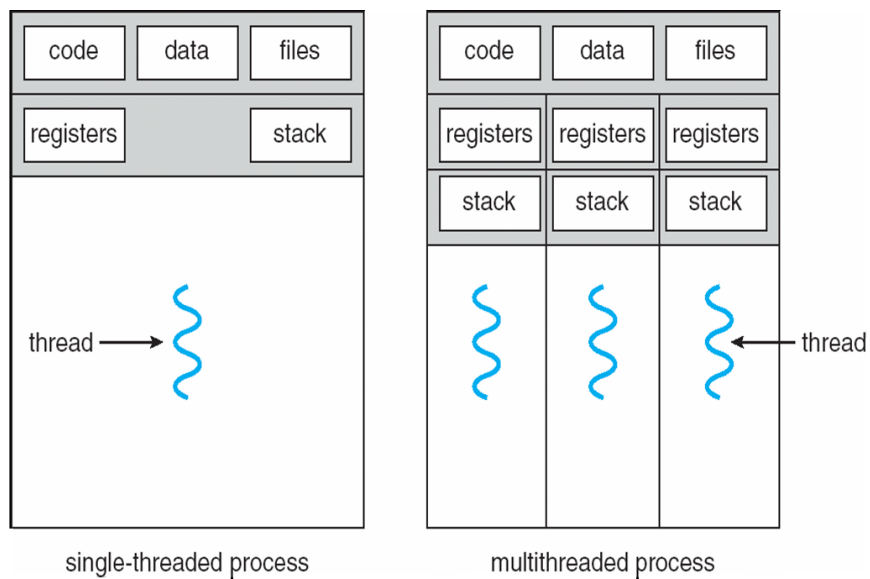 code data files
registers stack
thread
single-threaded process
code data files
registers registers registers
stack stack stack
thread
multithreaded process